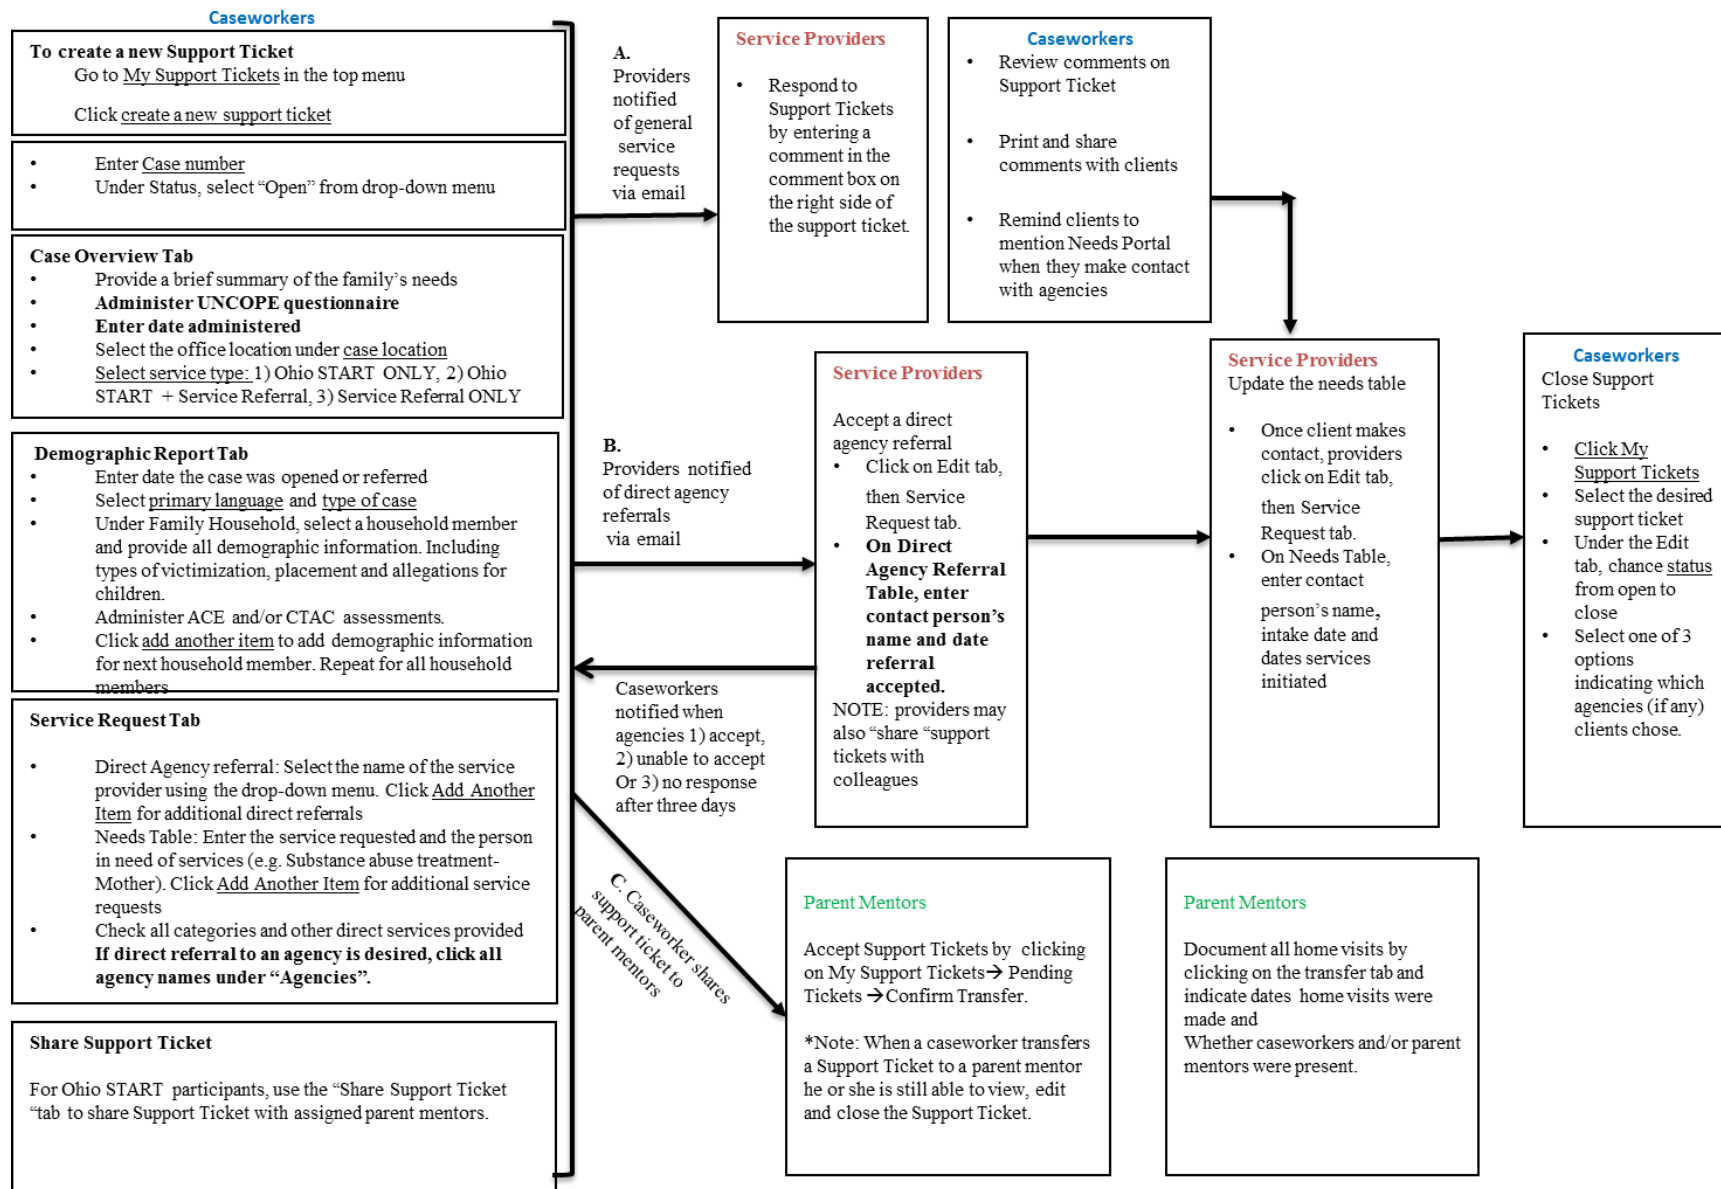 Caseworkers
To create a new Support Ticket
Go to My Support Tickets in the top menu
Click create a new support ticket
• Enter Case number
• Under Status, select “Open” from drop-down menu
Case Overview Tab
• Provide a brief summary of the family’s needs
• Administer UNCOPE questionnaire
• Enter date administered
• Select the office location under case location
• Select service type: 1) Ohio START ONLY, 2) Ohio
START + Service Referral, 3) Service Referral ONLY
Demographic Report Tab
• Enter date the case was opened or referred
• Select primary language and type of case
• Under Family Household, select a household member
and provide all demographic information. Including
types of victimization, placement and allegations for
children.
• Administer ACE and/or CTAC assessments.
• Click add another item to add demographic information
for next household member. Repeat for all household
members
Service Request Tab
• Direct Agency referral: Select the name of the service
provider using the drop-down menu. Click Add Another
Item for additional direct referrals
• Needs Table: Enter the service requested and the person
in need of services (e.g. Substance abuse treatment-
Mother). Click Add Another Item for additional service
requests
• Check all categories and other direct services provided
If direct referral to an agency is desired, click all
agency names under “Agencies”.
Share Support Ticket
For Ohio START participants, use the “Share Support Ticket
“tab to share Support Ticket with assigned parent mentors.
A.
Providers
notified
of general
service
requests
via email
Service Providers
• Respond to
Support Tickets
by entering a
comment in the
comment box on
the right side of
the support ticket.
Caseworkers
• Review comments on
Support Ticket
• Print and share
comments with clients
• Remind clients to
mention Needs Portal
when they make contact
with agencies
B.
Providers notified
of direct agency
referrals
via email
Caseworkers
notified when
agencies 1) accept,
2) unable to accept
Or 3) no response
after three days
Service Providers
Accept a direct
agency referral
• Click on Edit tab,
then Service
Request tab.
• On Direct
Agency Referral
Table, enter
contact person’s
name and date
referral
accepted.
NOTE: providers may
also “share “support
tickets with
colleagues
Service Providers
Update the needs table
• Once client makes
contact, providers
click on Edit tab,
then Service
Request tab.
• On Needs Table,
enter contact
person’s name,
intake date and
dates services
initiated
Caseworkers
Close Support
Tickets
• Click My
Support Tickets
• Select the desired
support ticket
• Under the Edit
tab, chance status
from open to
close
• Select one of 3
options
indicating which
agencies (if any)
clients chose.
C. Caseworker shares
support ticket to
parent mentors
Parent Mentors
Accept Support Tickets by clicking
on My Support Tickets→ Pending
Tickets →Confirm Transfer.
*Note: When a caseworker transfers
a Support Ticket to a parent mentor
he or she is still able to view, edit
and close the Support Ticket.
Parent Mentors
Document all home visits by
clicking on the transfer tab and
indicate dates home visits were
made and
Whether caseworkers and/or parent
mentors were present.